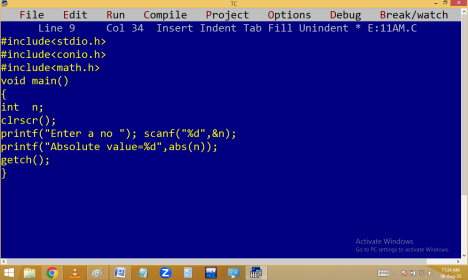 TC
File Edit Run Compile Project Options Debug Break/watch
Line 9 Col 34 Insert Indent Tab Fill Unindent * E:11AM.C
#include<stdio.h>
#include<conio.h>
#include<math.h>
void main()
{
int n;
clrscr();
printf("Enter a no "); scanf("%d",&n);
printf("Absolute value=%d",abs(n));
getch();
}
Activate Windows
Go to PC settings to activate Windows.